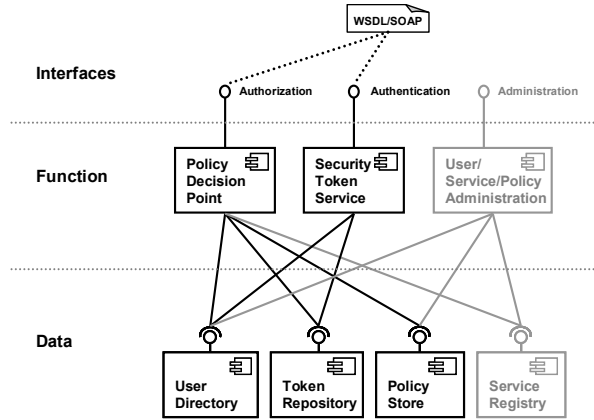 WSDL/SOAP
Interfaces
Authorization
Authentication
Administration
Function
Policy
Decision
Point
Security
Token
Service
User/
Service/Policy
Administration
Data
User
Directory
Token
Repository
Policy
Store
Service
Registry